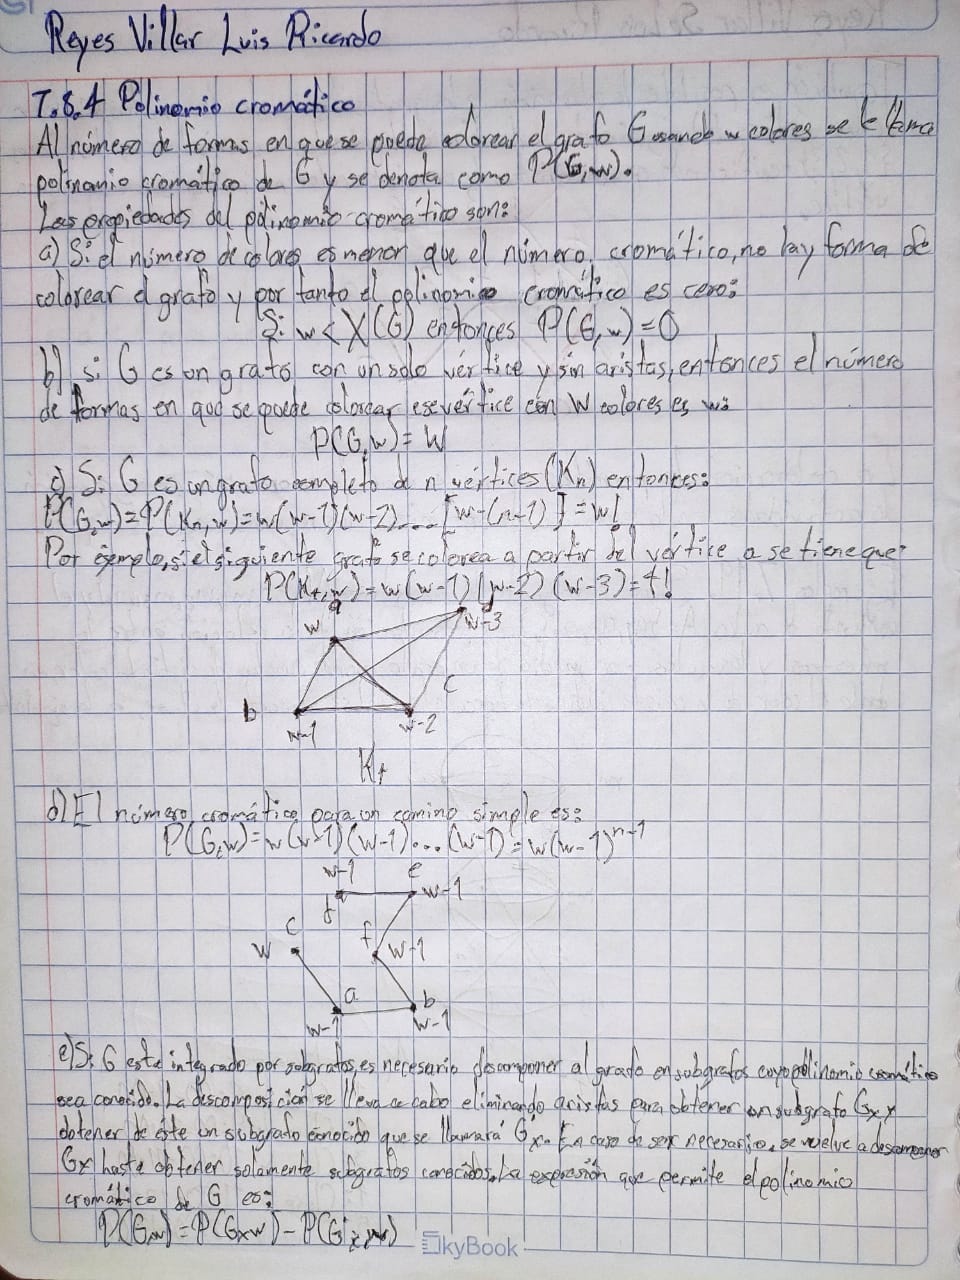 Reyes Villar Luis Ricardo
7.8.4 Polinomio cromático
Al número de formas en que se puede colorear el grafo G usando w colores se le llama
polinomio cromático de G y se denota como P(G,w).
Las propiedades del polinomio cromático son:
a) Si el número de colores es menor que el número cromático, no hay forma de
colorear el grafo y por tanto el polinomio cromático es cero:
Si w < X(G) entonces P(G,w)=0
b) si G es un grafo con un solo vértice y sin aristas, entonces el número
de formas en que se puede colorear ese vértice con W colores es w:
P(G,w)=W
c) Si G es un grafo completo de n vértices (Kn) entonces:
P(G,w)=P(Kn,w)=w(w-1)(w-2)....[w-(n-1)]=w!
Por ejemplo, si el siguiente grafo se colorea a partir del vértice a se tiene que:
P(K4,w)=w(w-1)(w-2)(w-3)=4!
a
w
w-3
c
b
w-1
w-2
K4
d) El número cromático para un camino simple es:
P(G,w)=w(w-1)(w-1)...(w-1)=w(w-1)^n-1
w-1
e
w-1
d
c
w
f
w-1
a
b
w-1
w-1
e) Si G este integrado por subgrafos, es necesario descomponer al grafo en subgrafos cuyo polinomio cromático
sea conocido. La descomposición se lleva a cabo eliminando aristas para obtener un subgrafo Gx y
obtener de éste un subgrafo conocido que se llamará G'x. En caso de ser necesario, se vuelve a descomponer
Gx hasta obtener solamente subgrafos conocidos. La expresión que permite el polinomio
cromático de G es:
P(G,w)=P(Gx,w)-P(G'x,w)
SkyBook